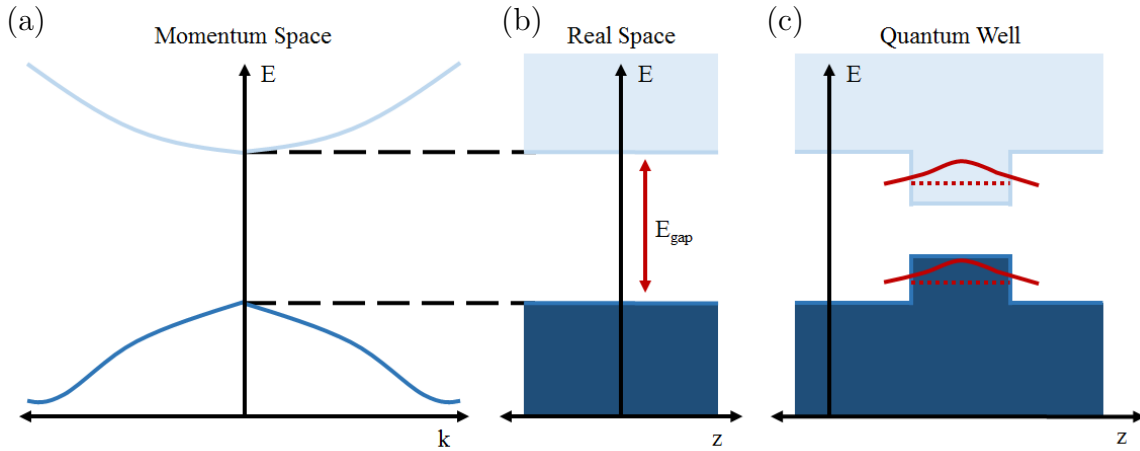 (a)
Momentum Space
E
k
(b)
Real Space
E
E_gap
z
(c)
Quantum Well
E
z